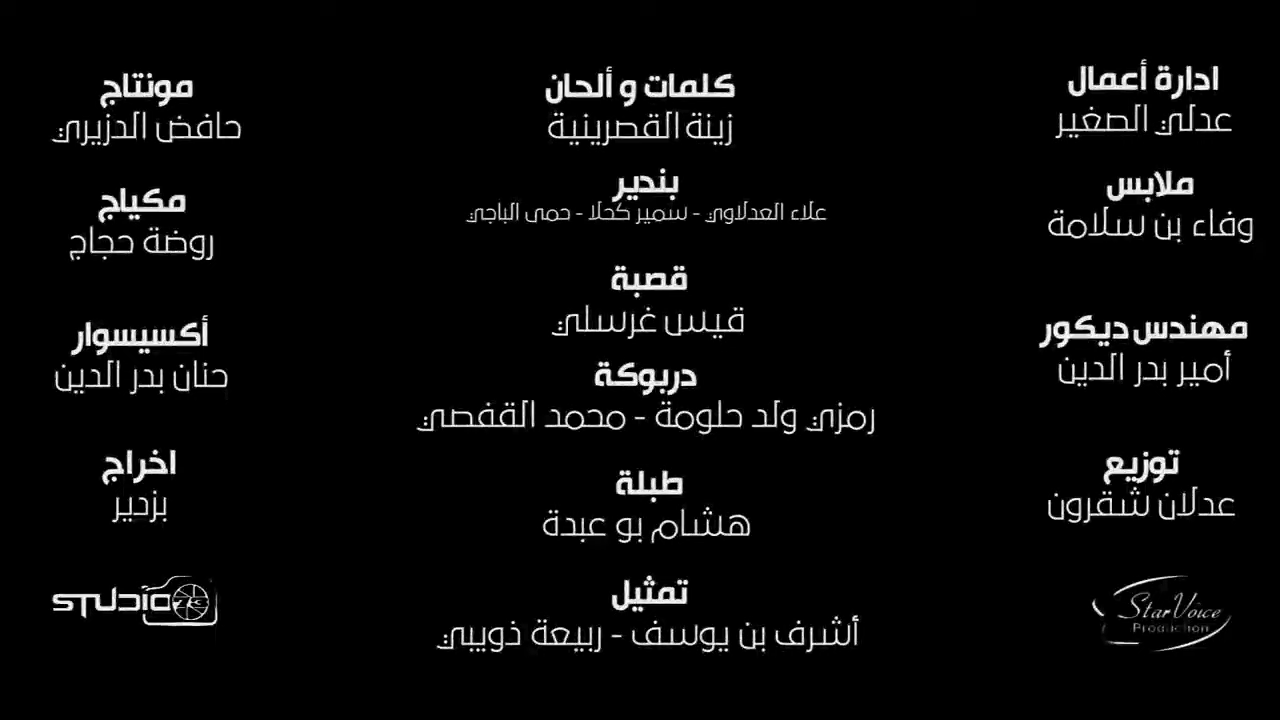 ادارة أعمال
عدلي الصغير
ملابس
وفاء بن سلامة
مهندس ديكور
أمير بدر الدين
توزيع
عدلان شقرون
StarVoice
Production
كلمات و ألحان
زينة القصرينية
بندير
علاء العدلاوي - سمير كحلا - حمى الباجي
قصبة
قيس غرسلي
دربوكة
رمزي ولد حلومة - محمد القفصي
طبلة
هشام بو عبدة
تمثيل
أشرف بن يوسف - ربيعة ذويبي
مونتاج
حافض الدزيري
مكياج
روضة حجاج
أكسيسوار
حنان بدر الدين
اخراج
بزدير
STUDIO